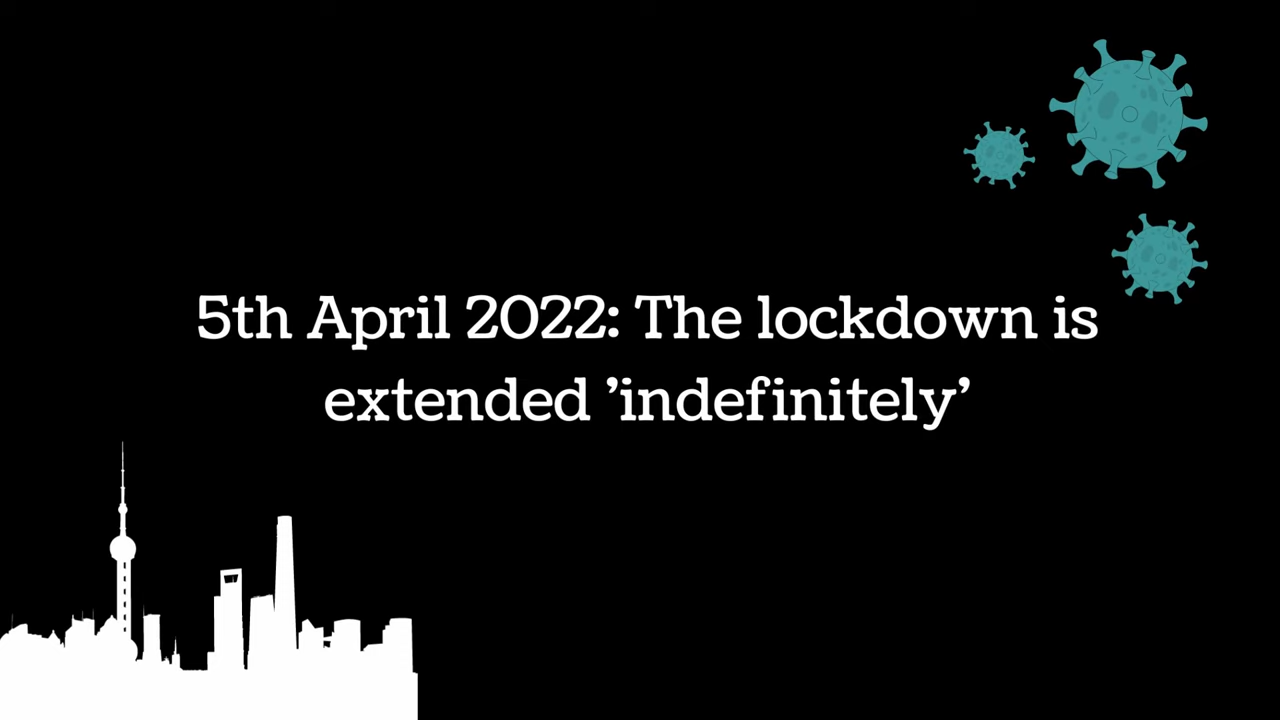 5th April 2022: The lockdown is
extended ’indefinitely’